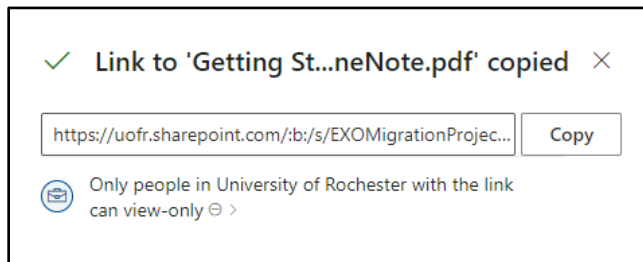 Link to 'Getting St...neNote.pdf' copied
https://uofr.sharepoint.com/:b:/s/EXOMigrationProjec...
Copy
Only people in University of Rochester with the link
can view-only